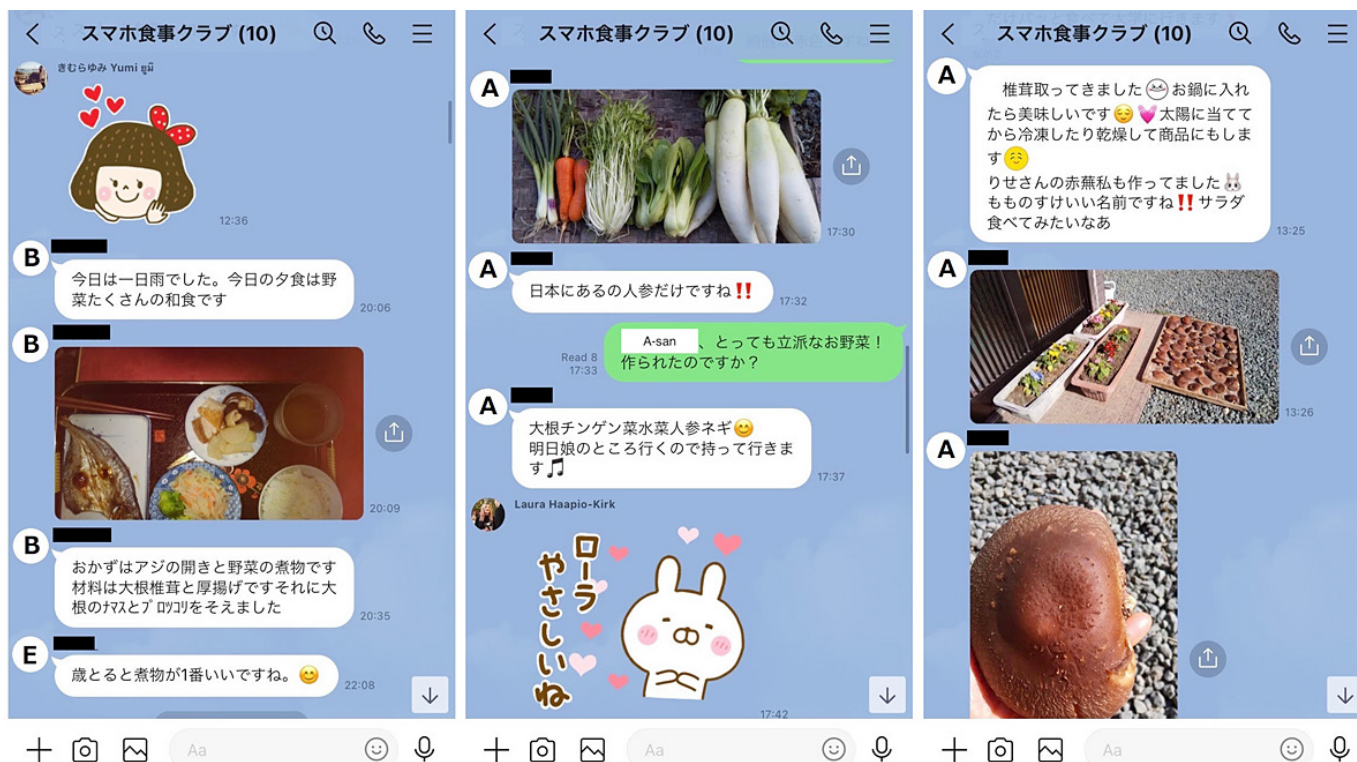 スマホ食事クラブ (10)
きむらゆみ Yumi ยูมิ
12:36
B
今日は一日雨でした。今日の夕食は野
菜たくさんの和食です
20:06
B
20:09
B
おかずはアジの開きと野菜の煮物です
材料は大根椎茸と厚揚げですそれに大
根のﾅﾏｽとﾌﾞﾛﾂｺﾘをそえました
20:35
E
歳とると煮物が1番いいですね。😊
22:08
Aa
スマホ食事クラブ (10)
A
17:30
A
日本にあるの人参だけですね‼️
17:32
A-san、とっても立派なお野菜！
作られたのですか？
Read 8
17:33
A
大根チンゲン菜水菜人参ネギ😊
明日娘のところ行くので持って行きま
す🎵
17:37
Laura Haapio-Kirk
ローラ
やさしいね
17:42
Aa
スマホ食事クラブ (10)
A
椎茸取ってきました😁お鍋に入れ
たら美味しいです😌💓太陽に当てて
から冷凍したり乾燥して商品にもしま
す☺️
りせさんの赤蕪私も作ってました🐰
もものすけいい名前ですね‼️サラダ
食べてみたいなあ
13:25
A
13:26
A
Aa